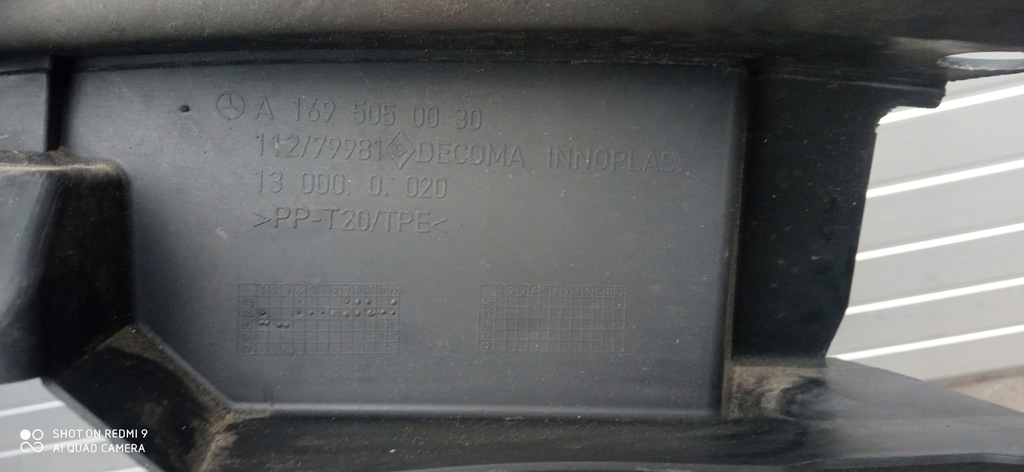 A 169 505 00 30
112/79981 DECOMA INNOPLAS
13 000. 0. 020
>PP-T20/TPE<
SHOT ON REDMI 9
AI QUAD CAMERA